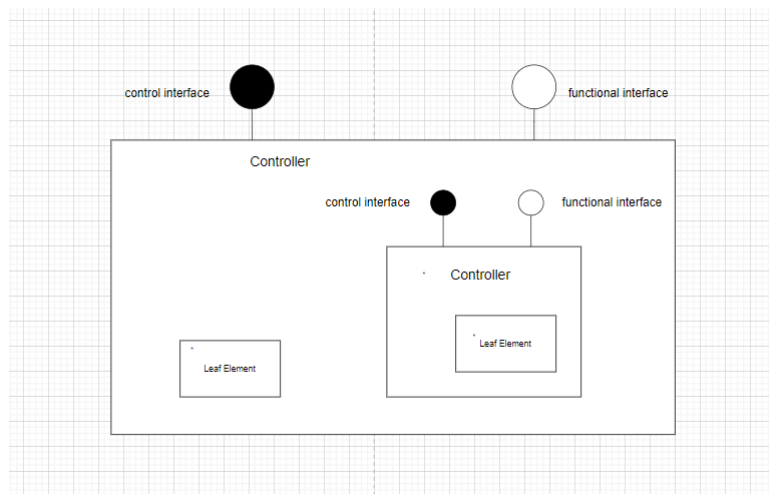 control interface
functional interface
Controller
control interface
functional interface
Controller
Leaf Element
Leaf Element